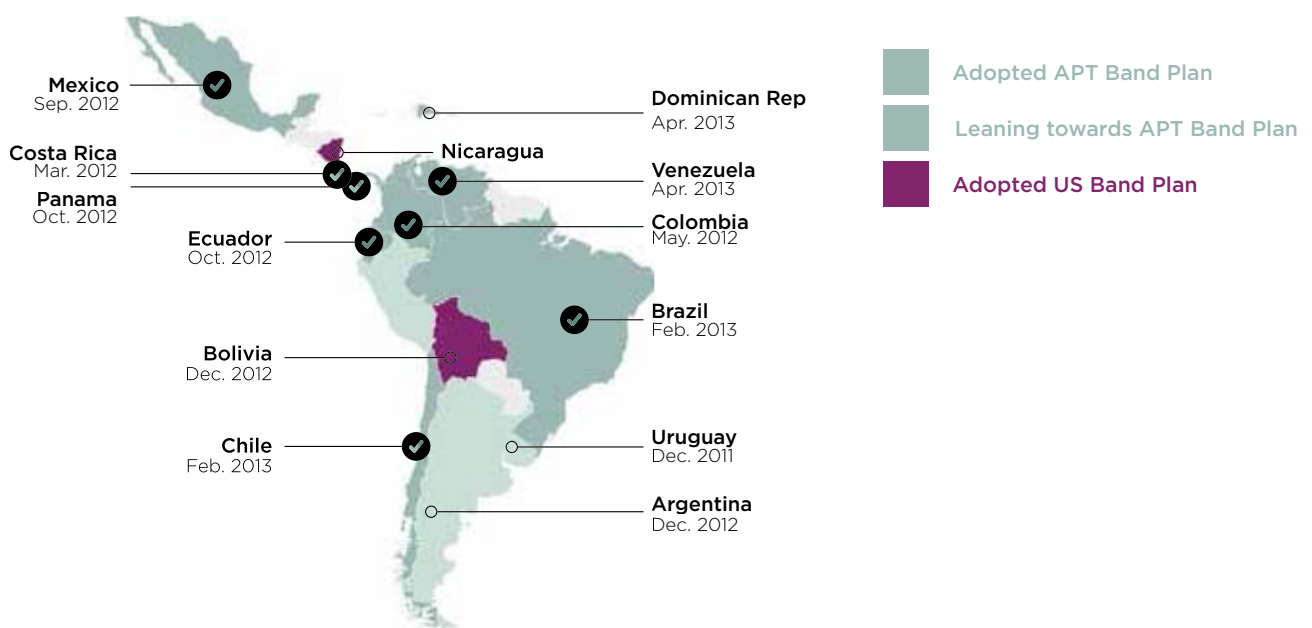 Mexico
Sep. 2012
Costa Rica
Mar. 2012
Panama
Oct. 2012
Ecuador
Oct. 2012
Bolivia
Dec. 2012
Chile
Feb. 2013
Dominican Rep
Apr. 2013
Nicaragua
Venezuela
Apr. 2013
Colombia
May. 2012
Brazil
Feb. 2013
Uruguay
Dec. 2011
Argentina
Dec. 2012
Adopted APT Band Plan
Leaning towards APT Band Plan
Adopted US Band Plan